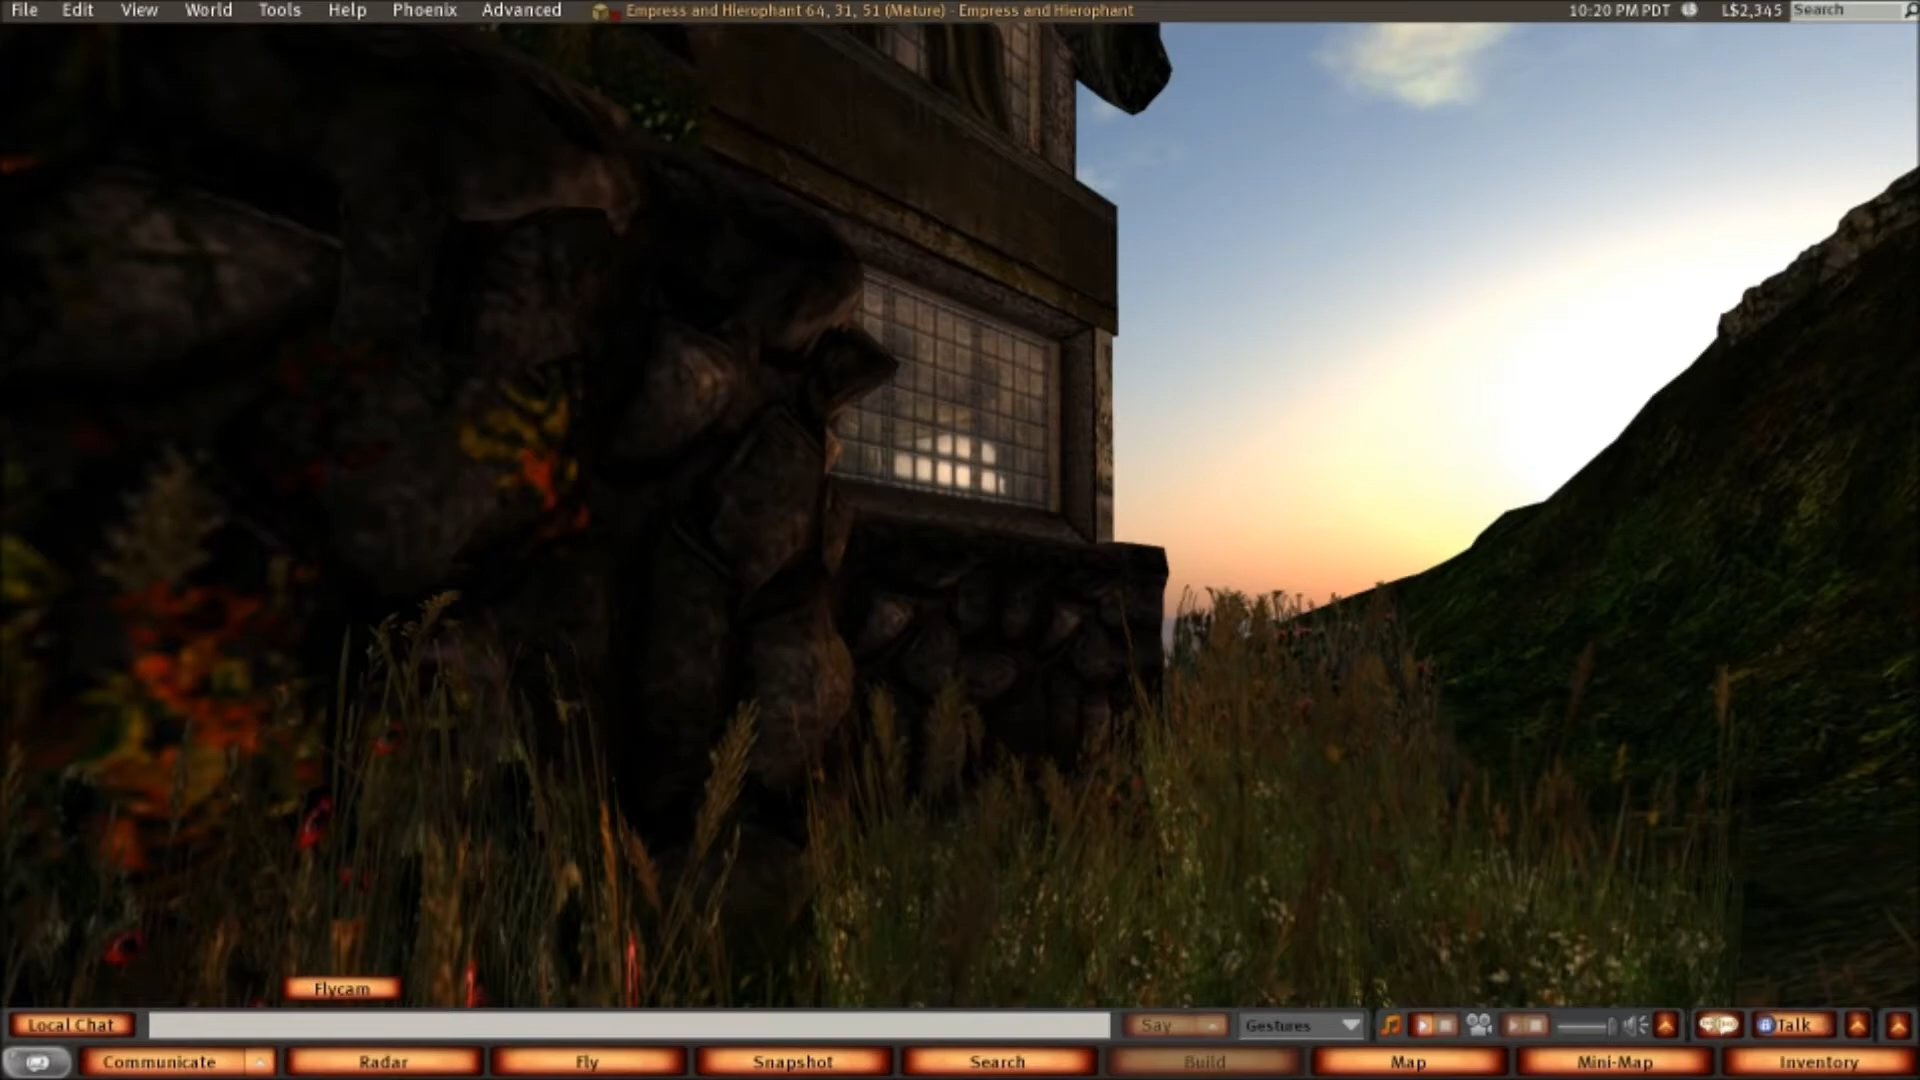 File Edit View World Tools Help Phoenix Advanced Empress and Hierophant 64, 31, 51 (Mature) - Empress and Hierophant 10:20 PM PDT L$2,345 Search
Flycam
Local Chat Say Gestures Talk
Communicate Radar Fly Snapshot Search Build Map Mini-Map Inventory